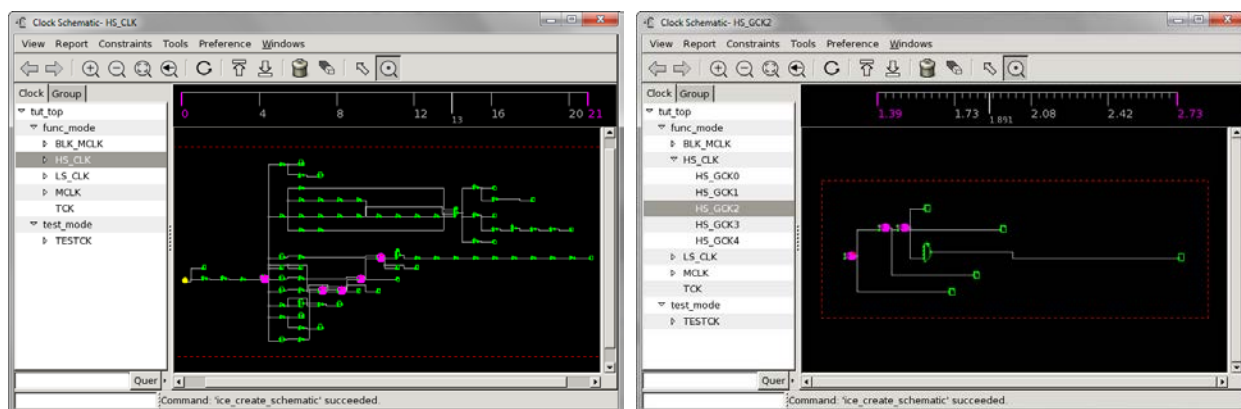 Clock Schematic- HS_CLK
View Report Constraints Tools Preference Windows
Clock Group
tut_top
func_mode
BLK_MCLK
HS_CLK
LS_CLK
MCLK
TCK
test_mode
TESTCK
0 4 8 12 13 16 20 21
Quer
Command: 'ice_create_schematic' succeeded.
Clock Schematic- HS_GCK2
View Report Constraints Tools Preference Windows
Clock Group
tut_top
func_mode
BLK_MCLK
HS_CLK
HS_GCK0
HS_GCK1
HS_GCK2
HS_GCK3
HS_GCK4
LS_CLK
MCLK
TCK
test_mode
TESTCK
1.39 1.73 1.891 2.08 2.42 2.73
Quer
Command: 'ice_create_schematic' succeeded.